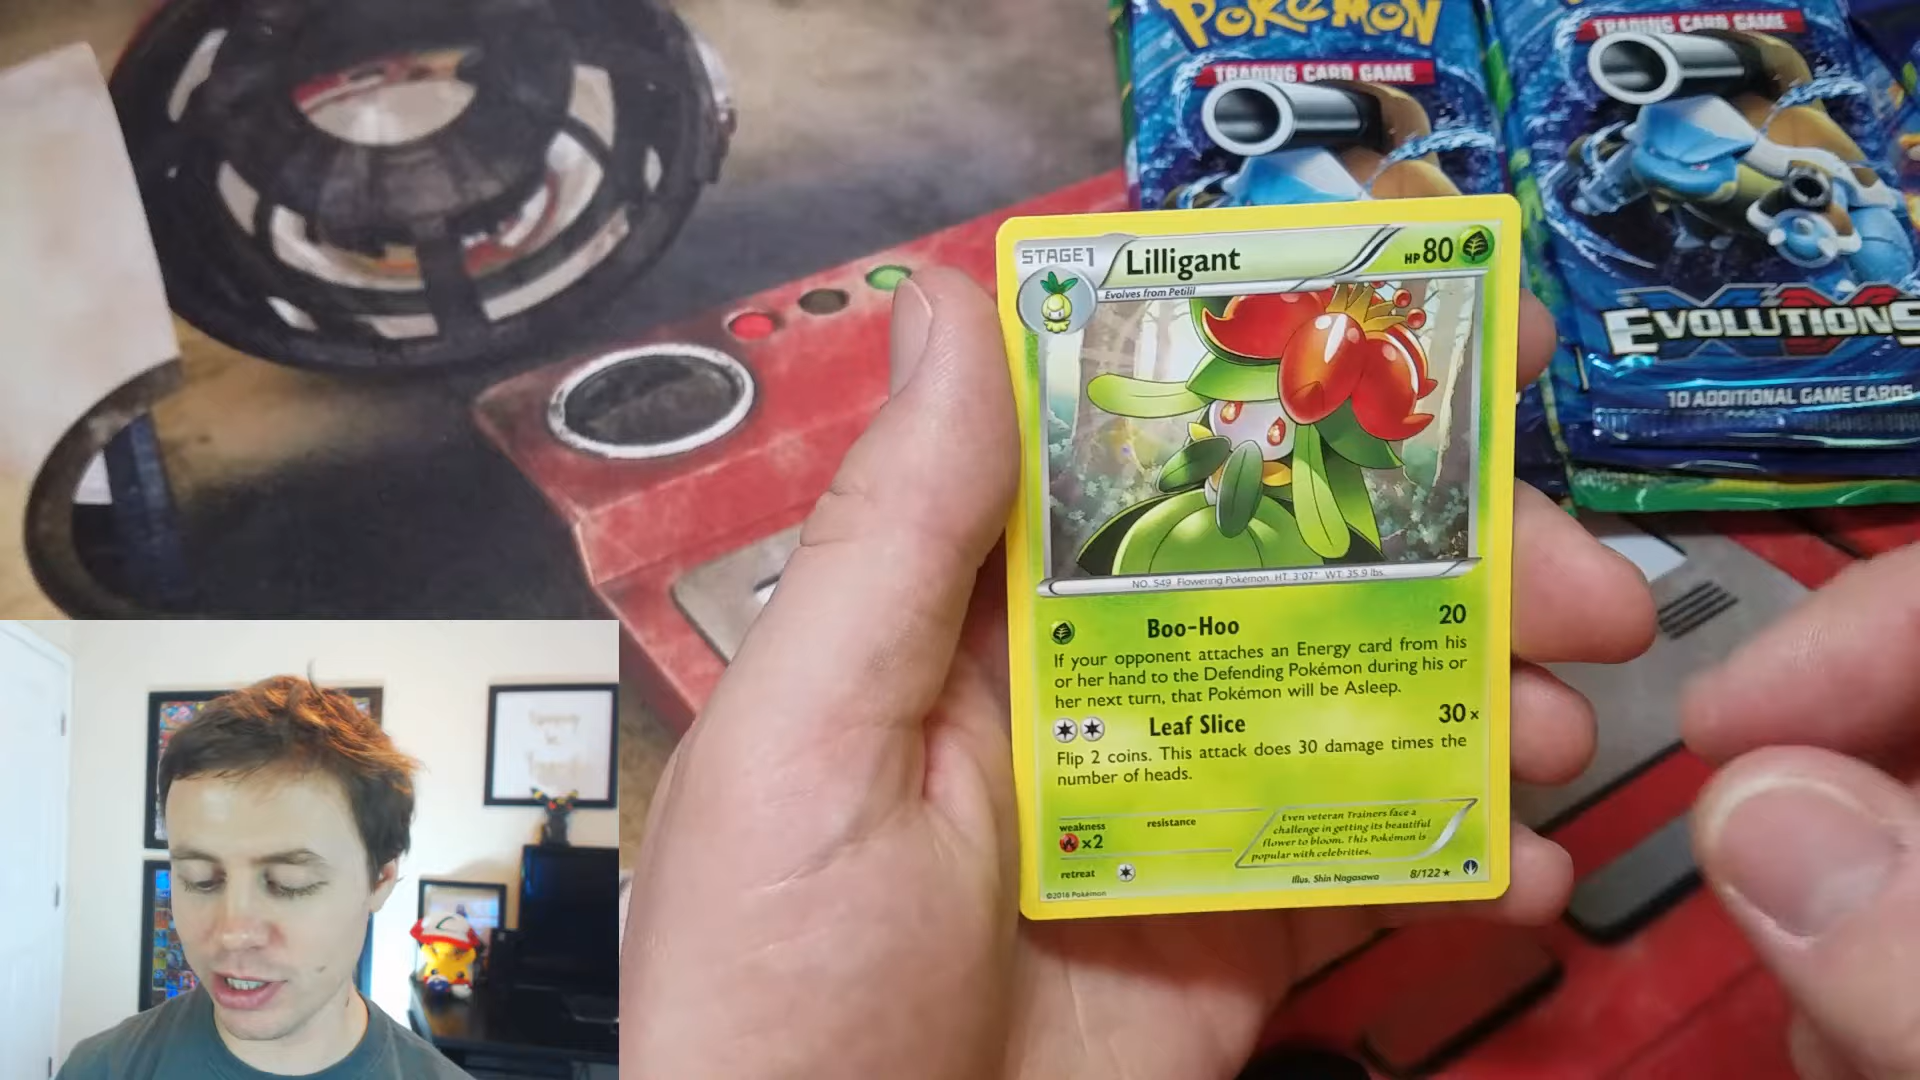 POKéMON
TRADING CARD GAME
TRADING CARD GAME
EVOLUTIONS
10 ADDITIONAL GAME CARDS
STAGE1
Lilligant
HP80
Evolves from Petilil
NO. 549 Flowering Pokémon HT: 3'07" WT: 35.9 lbs.
Boo-Hoo 20
If your opponent attaches an Energy card from his
or her hand to the Defending Pokémon during his or
her next turn, that Pokémon will be Asleep.
Leaf Slice 30×
Flip 2 coins. This attack does 30 damage times the
number of heads.
weakness
×2
resistance
retreat
Even veteran Trainers face a
challenge in getting its beautiful
flower to bloom. This Pokémon is
popular with celebrities.
Illus. Shin Nagasawa
8/122 ★
©2016 Pokémon